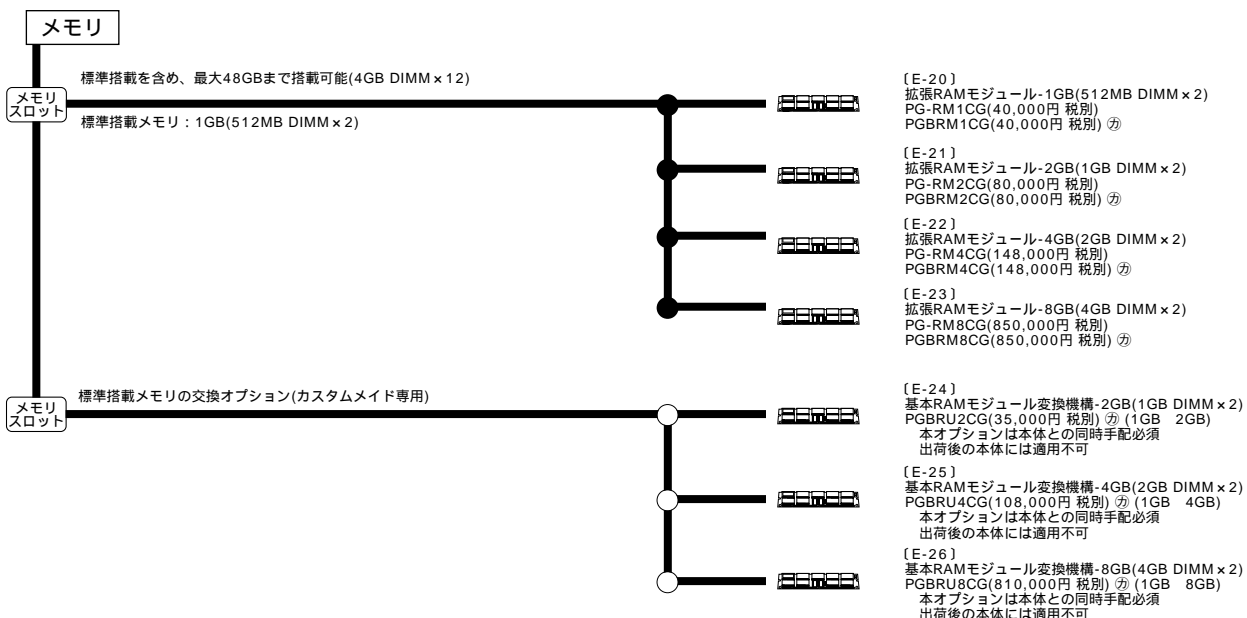 メモリ
メモリ
スロット
標準搭載を含め、最大48GBまで搭載可能(4GB DIMM×12)
標準搭載メモリ：1GB(512MB DIMM×2)
〔E-20〕
拡張RAMモジュール-1GB(512MB DIMM×2)
PG-RM1CG(40,000円 税別)
PGBRM1CG(40,000円 税別) ㋕
〔E-21〕
拡張RAMモジュール-2GB(1GB DIMM×2)
PG-RM2CG(80,000円 税別)
PGBRM2CG(80,000円 税別) ㋕
〔E-22〕
拡張RAMモジュール-4GB(2GB DIMM×2)
PG-RM4CG(148,000円 税別)
PGBRM4CG(148,000円 税別) ㋕
〔E-23〕
拡張RAMモジュール-8GB(4GB DIMM×2)
PG-RM8CG(850,000円 税別)
PGBRM8CG(850,000円 税別) ㋕
メモリ
スロット
標準搭載メモリの交換オプション(カスタムメイド専用)
〔E-24〕
基本RAMモジュール変換機構-2GB(1GB DIMM×2)
PGBRU2CG(35,000円 税別) ㋕ (1GB　2GB)
本オプションは本体との同時手配必須
出荷後の本体には適用不可
〔E-25〕
基本RAMモジュール変換機構-4GB(2GB DIMM×2)
PGBRU4CG(108,000円 税別) ㋕ (1GB　4GB)
本オプションは本体との同時手配必須
出荷後の本体には適用不可
〔E-26〕
基本RAMモジュール変換機構-8GB(4GB DIMM×2)
PGBRU8CG(810,000円 税別) ㋕ (1GB　8GB)
本オプションは本体との同時手配必須
出荷後の本体には適用不可